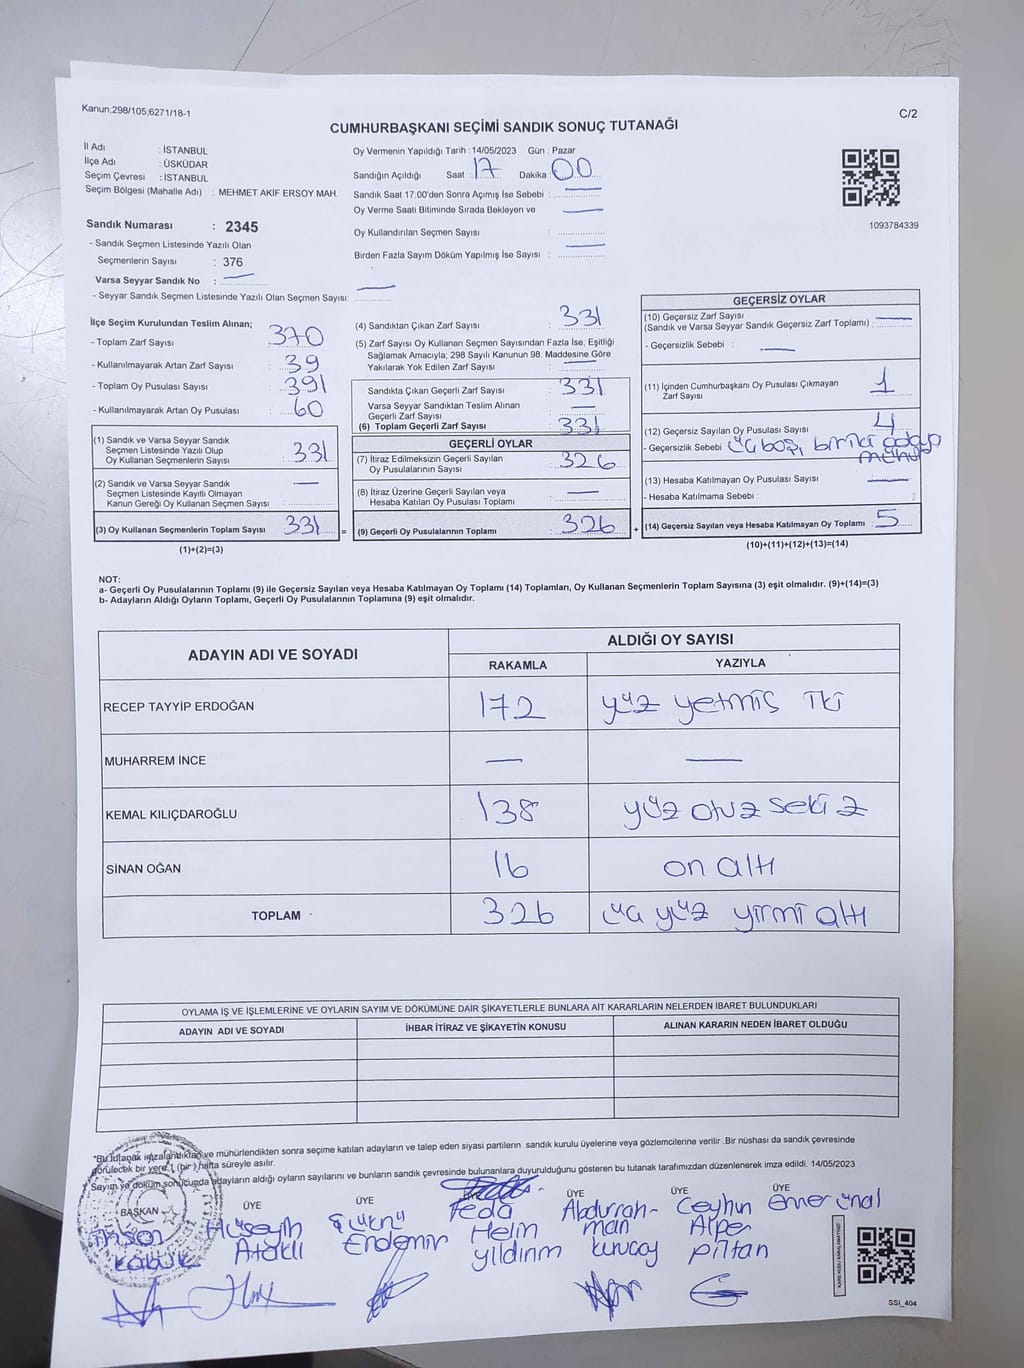 Kanun;298/105;6271/18-1
C/2
CUMHURBAŞKANI SEÇİMİ SANDIK SONUÇ TUTANAĞI
İl Adı : İSTANBUL
İlçe Adı : ÜSKÜDAR
Seçim Çevresi : İSTANBUL
Seçim Bölgesi (Mahalle Adı) : MEHMET AKİF ERSOY MAH.
Sandık Numarası : 2345
- Sandık Seçmen Listesinde Yazılı Olan
Seçmenlerin Sayısı : 376
Varsa Seyyar Sandık No : —
- Seyyar Sandık Seçmen Listesinde Yazılı Olan Seçmen Sayısı: —
Oy Vermenin Yapıldığı Tarih : 14/05/2023 Gün : Pazar
Sandığın Açıldığı Saat : 17 Dakika : 00
Sandık Saat 17:00'den Sonra Açımış İse Sebebi : —
Oy Verme Saati Bitiminde Sırada Bekleyen ve —
Oy Kullandırılan Seçmen Sayısı :
Birden Fazla Sayım Döküm Yapılmış İse Sayısı : —
1093784339
İlçe Seçim Kurulundan Teslim Alınan;
- Toplam Zarf Sayısı : 370
- Kullanılmayarak Artan Zarf Sayısı : 39
- Toplam Oy Pusulası Sayısı : 391
- Kullanılmayarak Artan Oy Pusulası : 60
(1) Sandık ve Varsa Seyyar Sandık
Seçmen Listesinde Yazılı Olup
Oy Kullanan Seçmenlerin Sayısı : 331
(2) Sandık ve Varsa Seyyar Sandık
Seçmen Listesinde Kayıtlı Olmayan
Kanun Gereği Oy Kullanan Seçmen Sayısı : —
(3) Oy Kullanan Seçmenlerin Toplam Sayısı : 331 =
(1)+(2)=(3)
(4) Sandıktan Çıkan Zarf Sayısı : 331
(5) Zarf Sayısı Oy Kullanan Seçmen Sayısından Fazla İse, Eşitliği
Sağlamak Amacıyla; 298 Sayılı Kanunun 98. Maddesine Göre
Yakılarak Yok Edilen Zarf Sayısı : —
Sandıkta Çıkan Geçerli Zarf Sayısı : 331
Varsa Seyyar Sandıktan Teslim Alınan
Geçerli Zarf Sayısı : —
(6) Toplam Geçerli Zarf Sayısı : 331
GEÇERLİ OYLAR
(7) İtiraz Edilmeksizin Geçerli Sayılan
Oy Pusulalarının Sayısı : 326
(8) İtiraz Üzerine Geçerli Sayılan veya
Hesaba Katılan Oy Pusulası Toplamı : —
(9) Geçerli Oy Pusulalarının Toplamı : 326 +
GEÇERSİZ OYLAR
(10) Geçersiz Zarf Sayısı
(Sandık ve Varsa Seyyar Sandık Geçersiz Zarf Toplamı) : —
- Geçersizlik Sebebi : —
(11) İçinden Cumhurbaşkanı Oy Pusulası Çıkmayan
Zarf Sayısı : 1
(12) Geçersiz Sayılan Oy Pusulası Sayısı : 4
- Geçersizlik Sebebi : üçü boş, birinci aday
(13) Hesaba Katılmayan Oy Pusulası Sayısı : —
- Hesaba Katılmama Sebebi :
(14) Geçersiz Sayılan veya Hesaba Katılmayan Oy Toplamı : 5
(10)+(11)+(12)+(13)=(14)
NOT:
a- Geçerli Oy Pusulalarının Toplamı (9) ile Geçersiz Sayılan veya Hesaba Katılmayan Oy Toplamı (14) Toplamları, Oy Kullanan Seçmenlerin Toplam Sayısına (3) eşit olmalıdır. (9)+(14)=(3)
b- Adayların Aldığı Oyların Toplamı, Geçerli Oy Pusulalarının Toplamına (9) eşit olmalıdır.
ADAYIN ADI VE SOYADI
ALDIĞI OY SAYISI
RAKAMLA YAZIYLA
RECEP TAYYİP ERDOĞAN 172 yüz yetmiş iki
MUHARREM İNCE — —
KEMAL KILIÇDAROĞLU 138 yüz otuz sekiz
SİNAN OĞAN 16 on altı
TOPLAM 326 üç yüz yirmi altı
OYLAMA İŞ VE İŞLEMLERİNE VE OYLARIN SAYIM VE DÖKÜMÜNE DAİR ŞİKAYETLERLE BUNLARA AİT KARARLARIN NELERDEN İBARET BULUNDUKLARI
ADAYIN ADI VE SOYADI İHBAR İTİRAZ VE ŞİKAYETİN KONUSU ALINAN KARARIN NEDEN İBARET OLDUĞU
*Bu tutanak imzalandıktan ve mühürlendikten sonra seçime katılan adayların ve talep eden siyasi partilerin sandık kurulu üyelerine veya gözlemcilerine verilir .Bir nüshası da sandık çevresinde
görülecek bir yere 1 (bir) hafta süreyle asılır.
Sayım ve döküm sonucunda adayların aldığı oyların sayılarını ve bunların sandık çevresinde bulunanlara duyurulduğunu gösteren bu tutanak tarafımızdan düzenlenerek imza edildi. 14/05/2023
BAŞKAN ÜYE ÜYE ÜYE ÜYE ÜYE ÜYE
Hüseyin Şükrü Feda Abdurrah- Ceyhun Emer Ünal
Kabuk Atakli Erdemir Helin man Alper
Yıldırım Kurucay Piltan
SSI_404